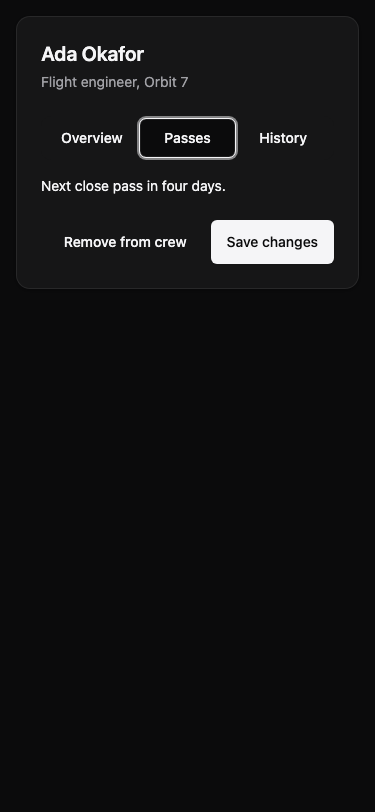 Ada Okafor
Flight engineer, Orbit 7
Overview Passes History
Next close pass in four days.
Remove from crew Save changes